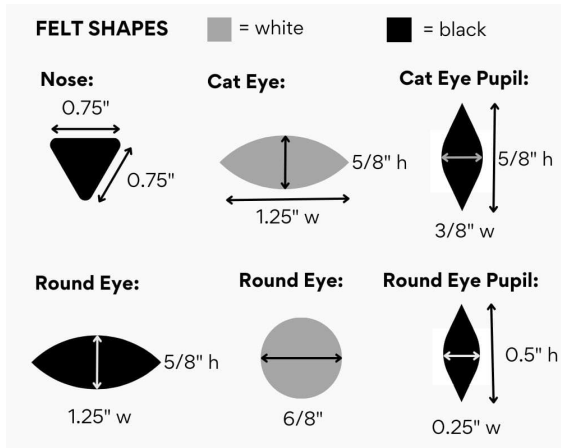 FELT SHAPES = white = black
Nose: Cat Eye: Cat Eye Pupil:
0.75"
0.75"
5/8" h
1.25" w
5/8" h
3/8" w
Round Eye: Round Eye: Round Eye Pupil:
5/8" h
1.25" w
6/8"
0.5" h
0.25" w